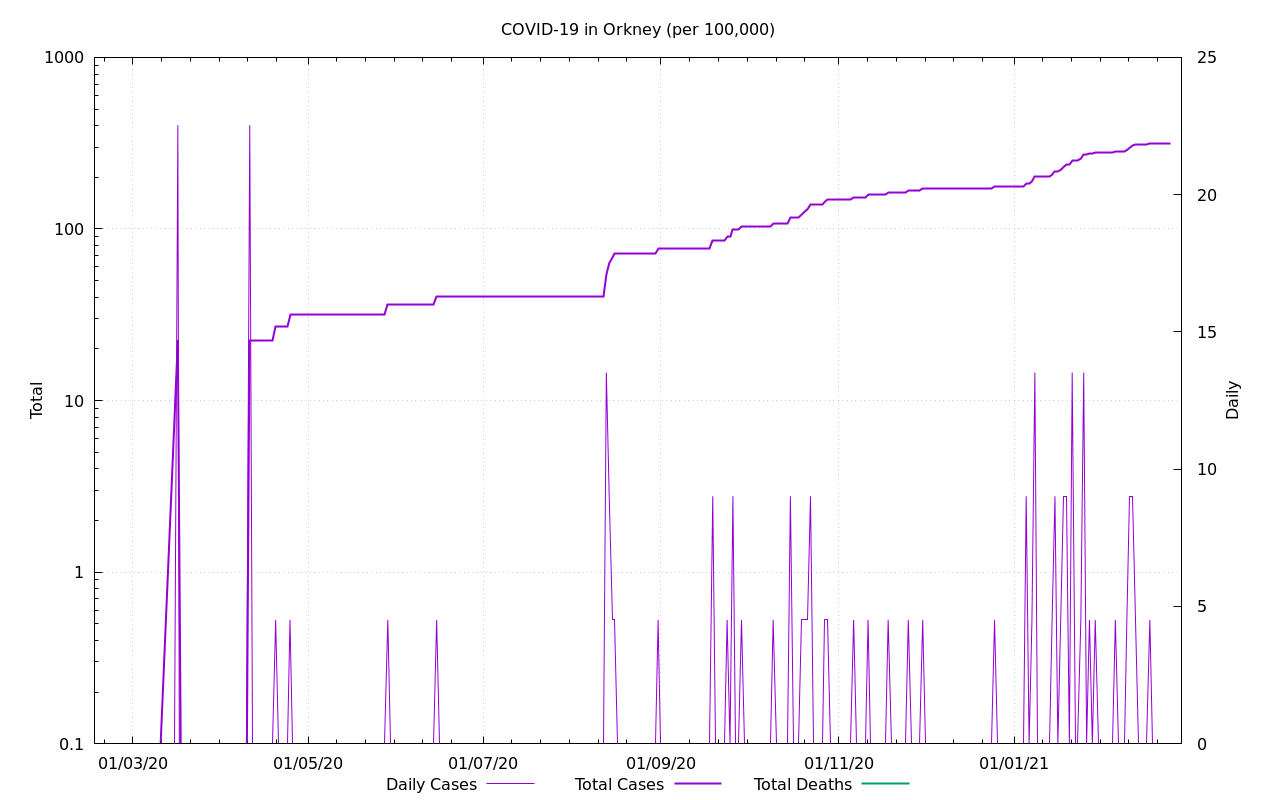 COVID-19 in Orkney (per 100,000)
1000
100
10
1
0.1
Total
25
20
15
10
5
0
Daily
01/03/20 01/05/20 01/07/20 01/09/20 01/11/20 01/01/21
Daily Cases Total Cases Total Deaths